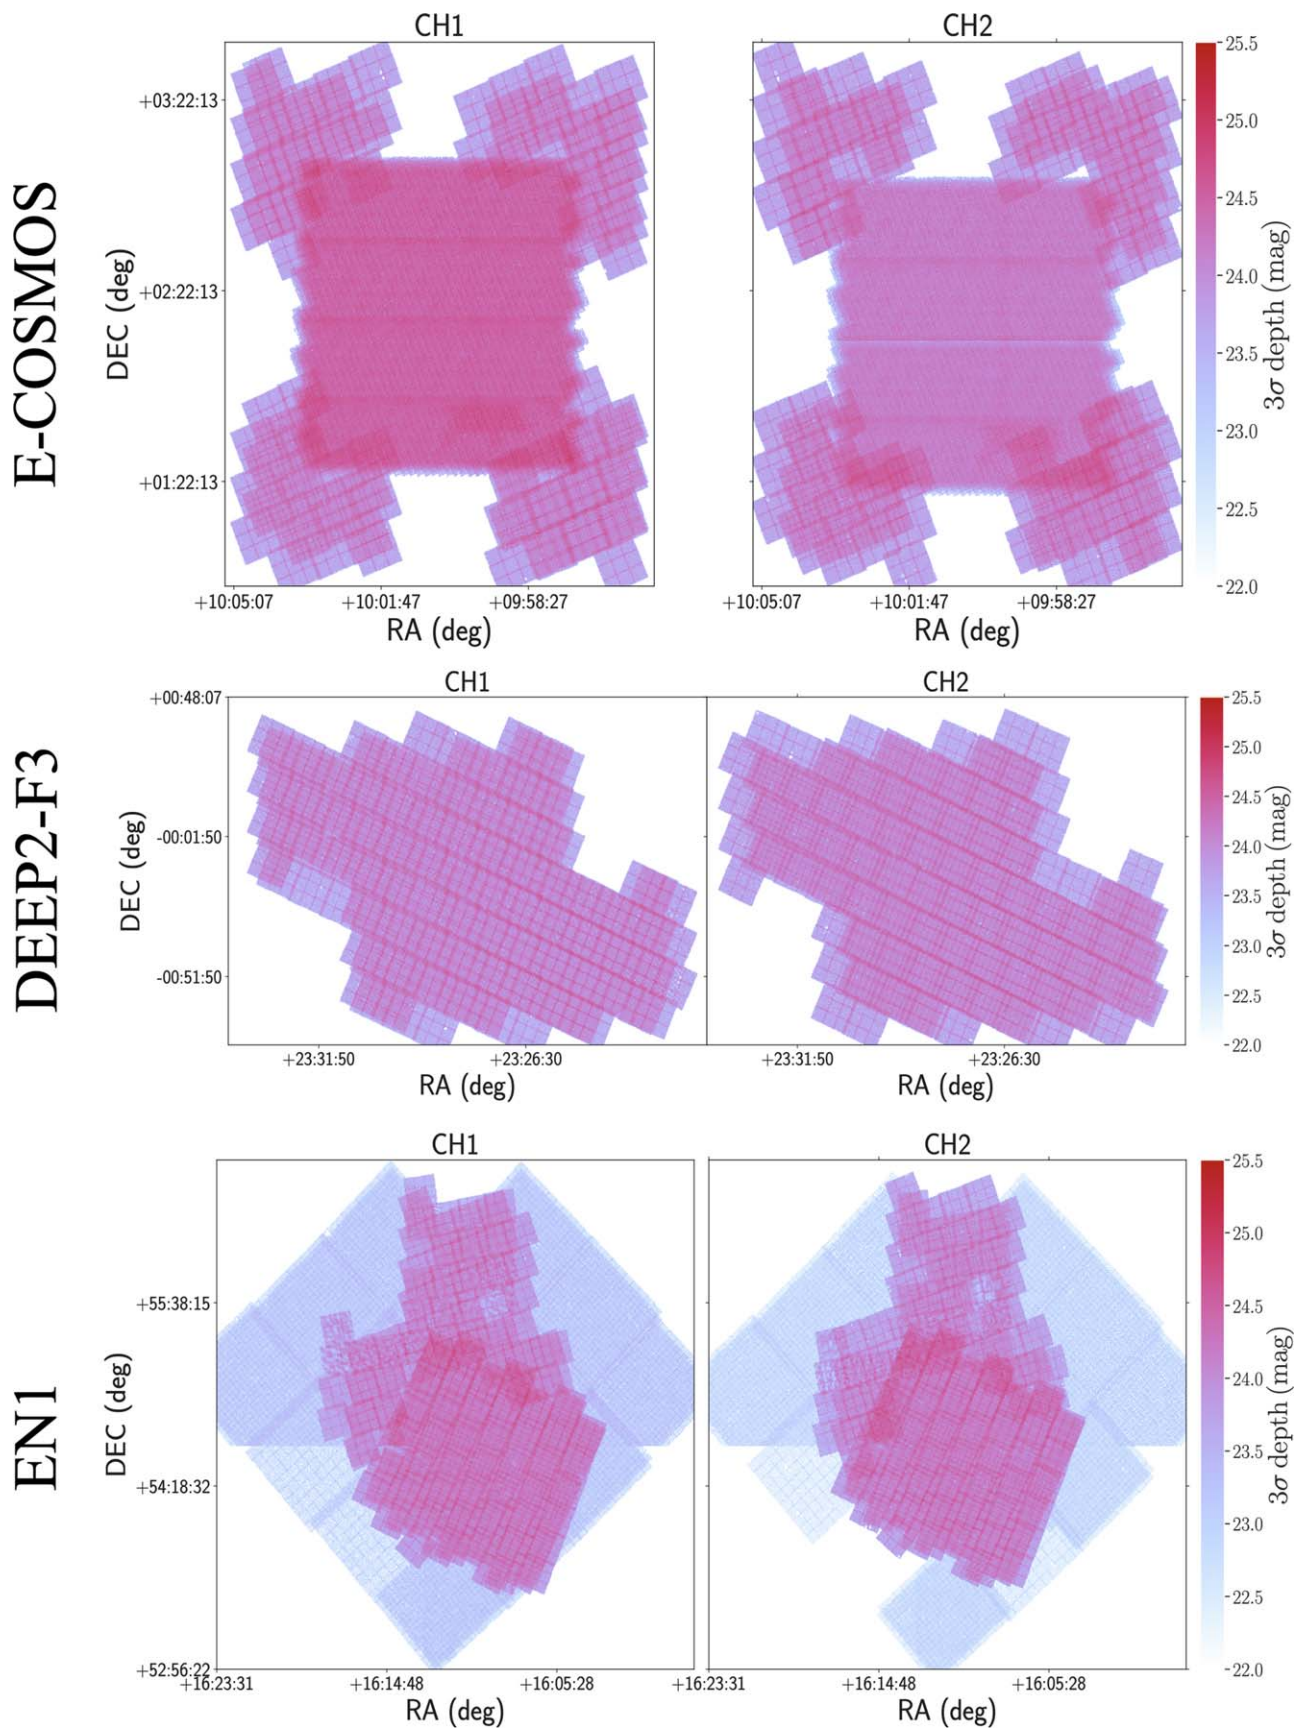 E-COSMOS
CH1
CH2
+03:22:13
+02:22:13
+01:22:13
DEC (deg)
+10:05:07 +10:01:47 +09:58:27
RA (deg)
+10:05:07 +10:01:47 +09:58:27
RA (deg)
25.5
25.0
24.5
24.0
23.5
23.0
22.5
22.0
3σ depth (mag)
DEEP2-F3
CH1
CH2
+00:48:07
-00:01:50
-00:51:50
DEC (deg)
+23:31:50 +23:26:30
RA (deg)
+23:31:50 +23:26:30
RA (deg)
25.5
25.0
24.5
24.0
23.5
23.0
22.5
22.0
3σ depth (mag)
EN1
CH1
CH2
+55:38:15
+54:18:32
+52:56:22
DEC (deg)
+16:23:31 +16:14:48 +16:05:28
RA (deg)
+16:23:31 +16:14:48 +16:05:28
RA (deg)
25.5
25.0
24.5
24.0
23.5
23.0
22.5
22.0
3σ depth (mag)